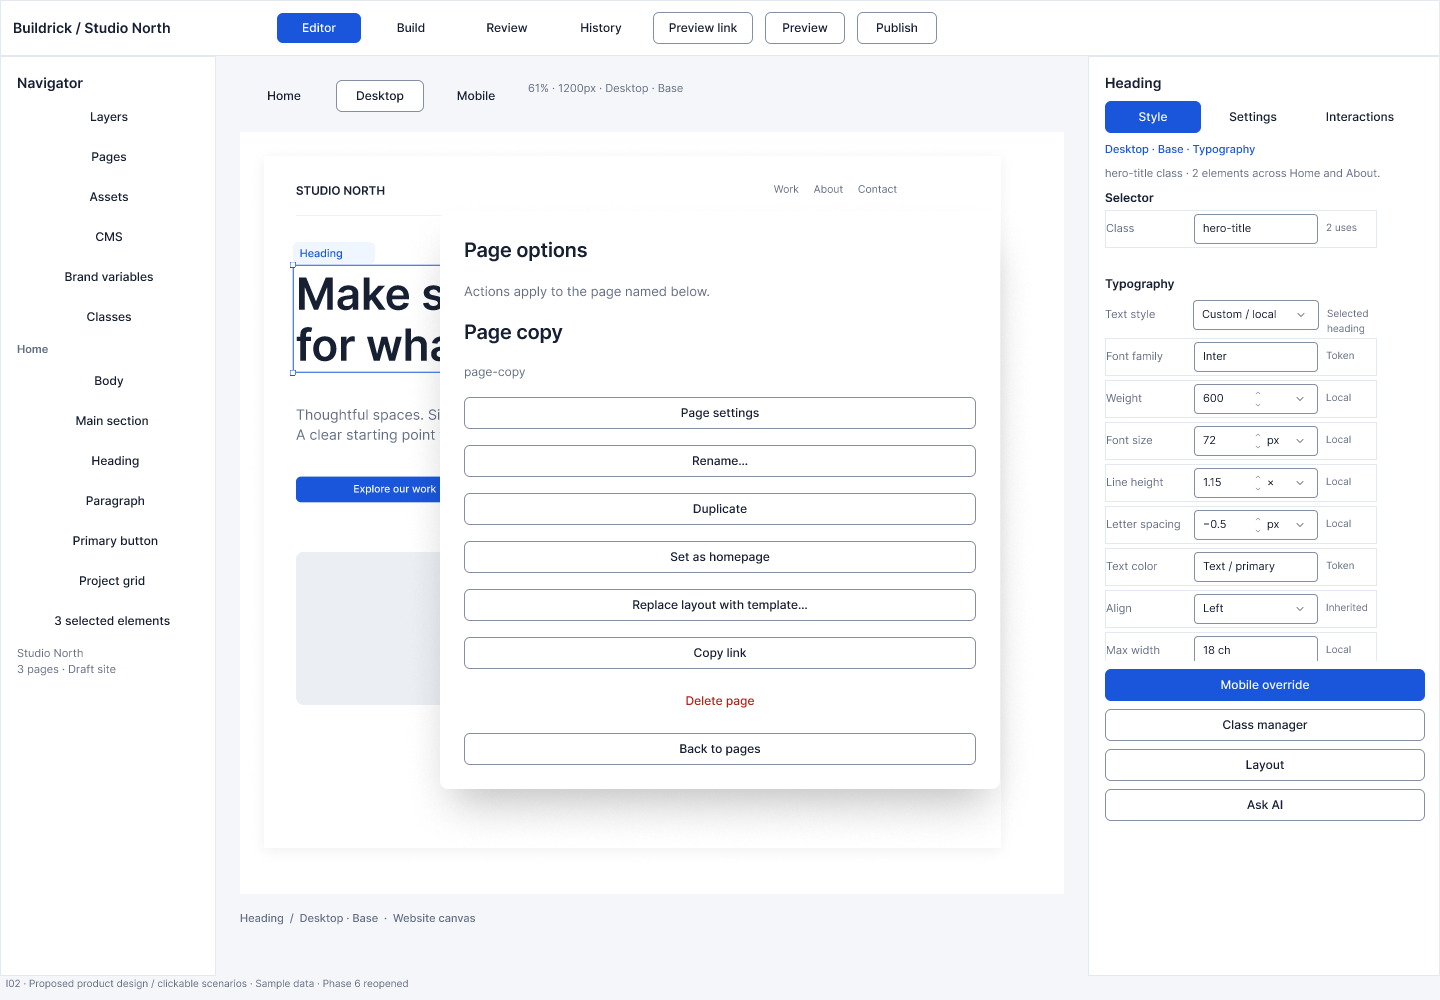 Buildrick / Studio North
Editor
Build
Review
History
Preview link
Preview
Publish
Navigator
Layers
Pages
Assets
CMS
Brand variables
Classes
Home
Body
Main section
Heading
Paragraph
Primary button
Project grid
3 selected elements
Studio North
3 pages · Draft site
Home
Desktop
Mobile
61% · 1200px · Desktop · Base
STUDIO NORTH
Work
About
Contact
Heading
Make s
for wha
Thoughtful spaces. Si
A clear starting point
Explore our work
Page options
Actions apply to the page named below.
Page copy
page-copy
Page settings
Rename...
Duplicate
Set as homepage
Replace layout with template...
Copy link
Delete page
Back to pages
Heading / Desktop · Base · Website canvas
Heading
Style
Settings
Interactions
Desktop · Base · Typography
hero-title class · 2 elements across Home and About.
Selector
Class
hero-title
2 uses
Typography
Text style
Custom / local
Selected
heading
Font family
Inter
Token
Weight
600
Local
Font size
72
px
Local
Line height
1.15
×
Local
Letter spacing
−0.5
px
Local
Text color
Text / primary
Token
Align
Left
Inherited
Max width
18 ch
Local
Mobile override
Class manager
Layout
Ask AI
I02 · Proposed product design / clickable scenarios · Sample data · Phase 6 reopened